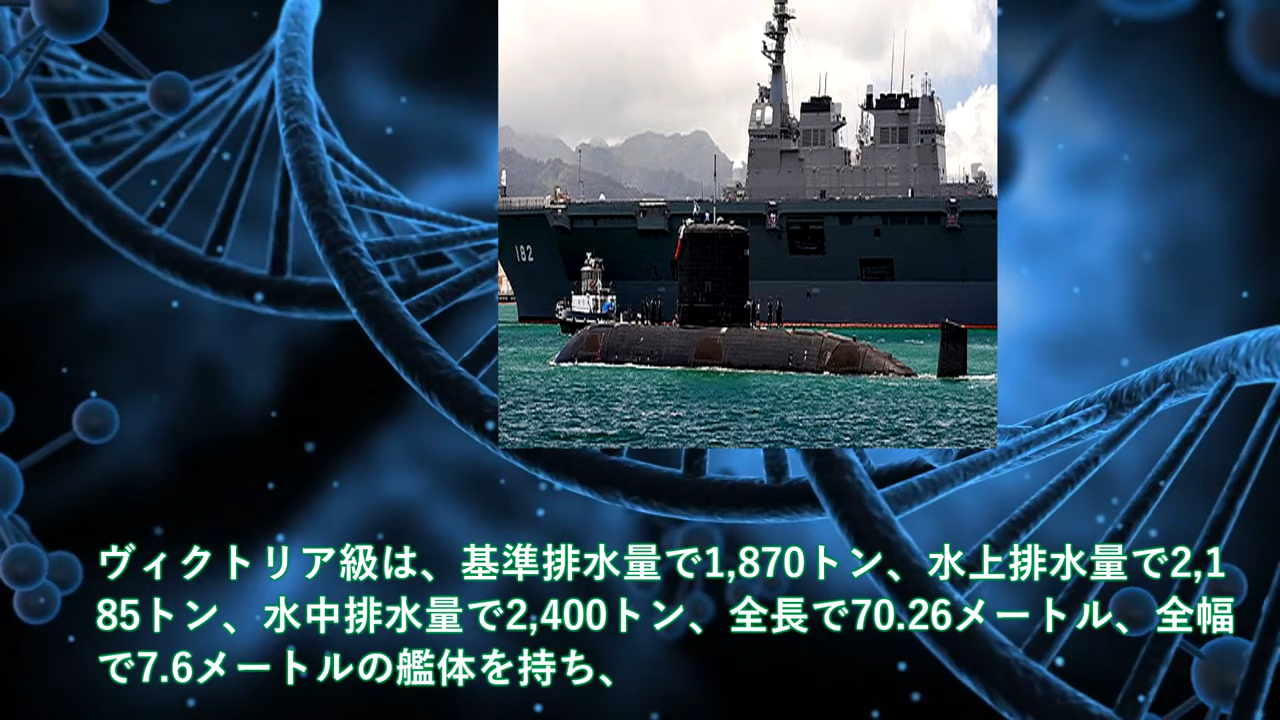 182
ヴィクトリア級は、基準排水量で1,870トン、水上排水量で2,1
85トン、水中排水量で2,400トン、全長で70.26メートル、全幅
で7.6メートルの艦体を持ち、